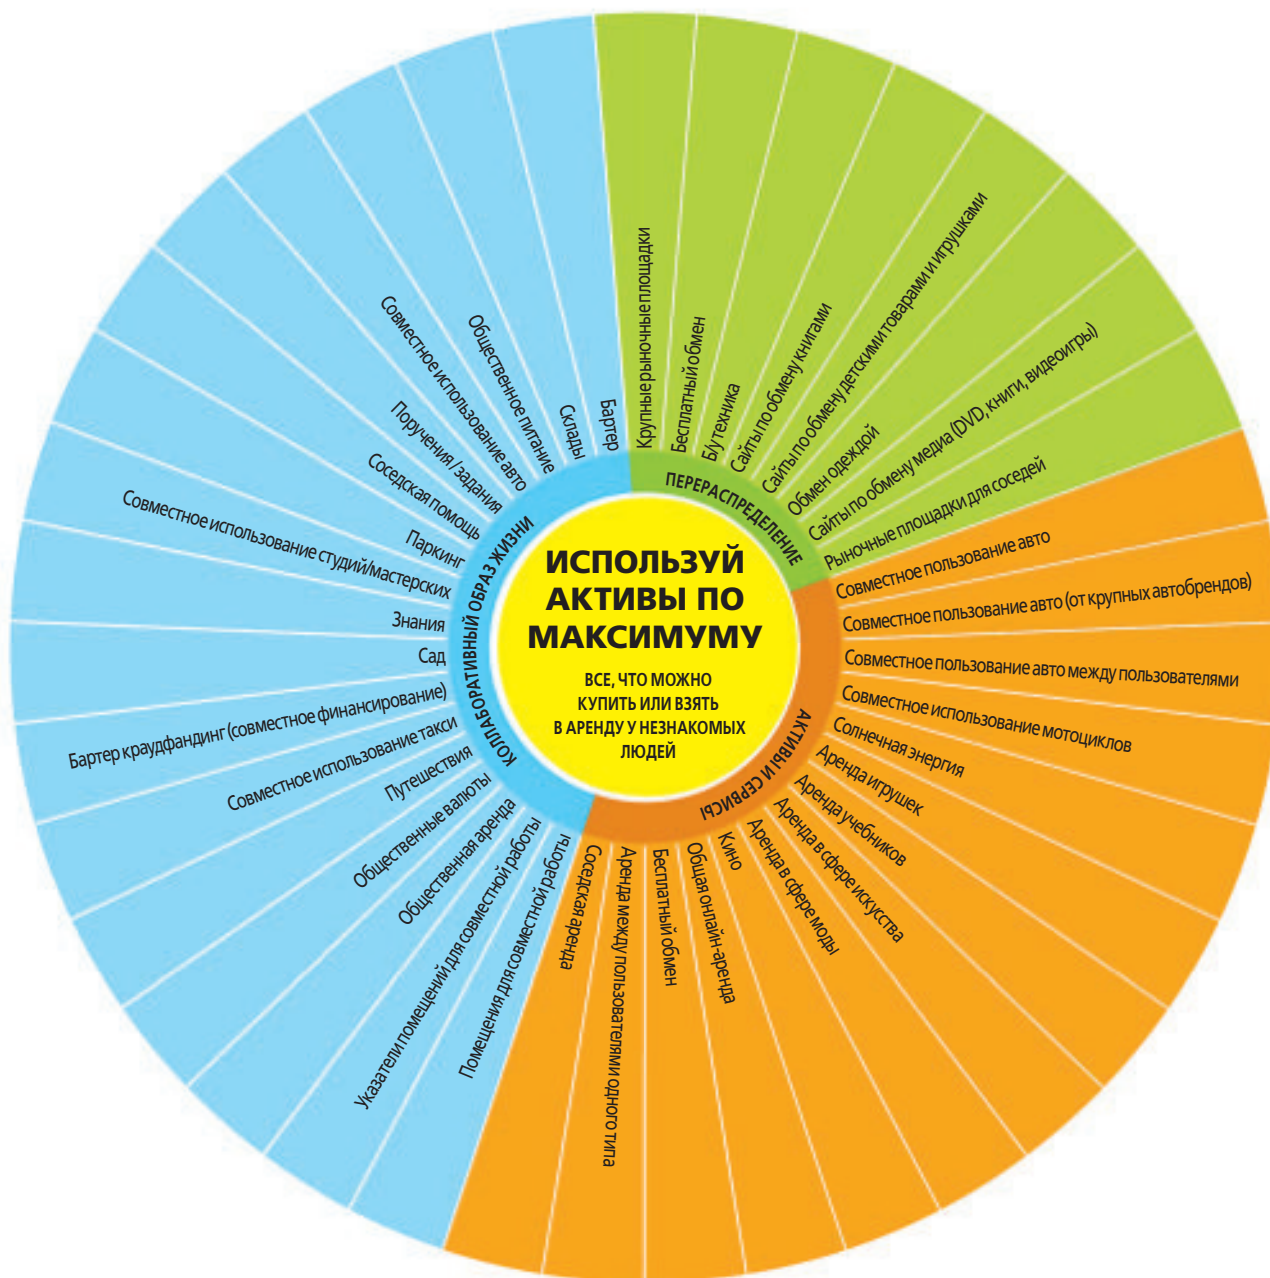 ИСПОЛЬЗУЙ
АКТИВЫ ПО
МАКСИМУМУ
ВСЕ, ЧТО МОЖНО
КУПИТЬ ИЛИ ВЗЯТЬ
В АРЕНДУ У НЕЗНАКОМЫХ
ЛЮДЕЙ
ПЕРЕРАСПРЕДЕЛЕНИЕ
Крупные рыночные площадки
Бесплатный обмен
Б/у техника
Сайты по обмену книгами
Сайты по обмену детскими товарами и игрушками
Обмен одеждой
Сайты по обмену медиа (DVD, книги, видеоигры)
Рыночные площадки для соседей
АКТИВЫ И СЕРВИСЫ
Совместное пользование авто
Совместное пользование авто (от крупных автобрендов)
Совместное пользование авто между пользователями
Совместное использование мотоциклов
Солнечная энергия
Аренда игрушек
Аренда учебников
Аренда в сфере искусства
Аренда в сфере моды
Кино
Общая онлайн-аренда
Бесплатный обмен
Аренда между пользователями одного типа
Соседская аренда
КОЛЛАБОРАТИВНЫЙ ОБРАЗ ЖИЗНИ
Помещения для совместной работы
Указатели помещений для совместной работы
Общественная аренда
Общественные валюты
Путешествия
Совместное использование такси
Бартер краудфандинг (совместное финансирование)
Сад
Знания
Совместное использование студий/мастерских
Паркинг
Соседская помощь
Поручения/задания
Совместное использование авто
Общественное питание
Склады
Бартер